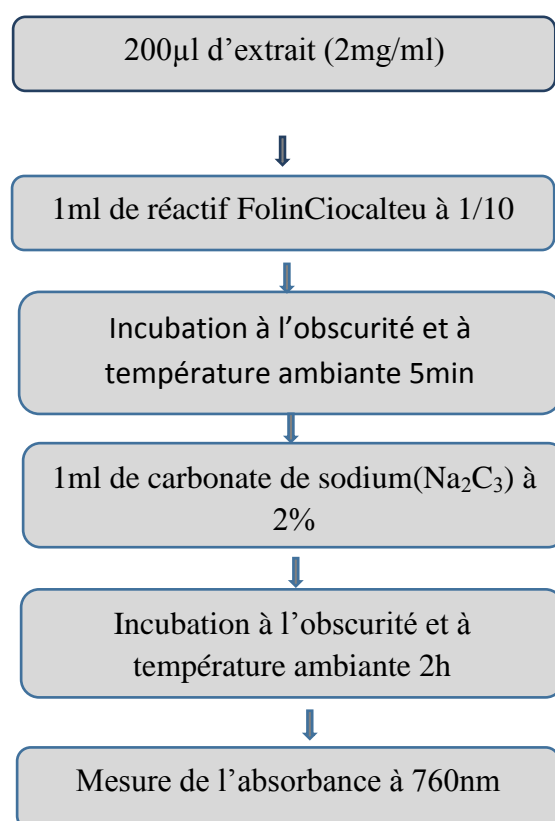 200µl d’extrait (2mg/ml)
1ml de réactif FolinCiocalteu à 1/10
Incubation à l’obscurité et à
température ambiante 5min
1ml de carbonate de sodium(Na₂C₃) à
2%
Incubation à l’obscurité et à
température ambiante 2h
Mesure de l’absorbance à 760nm